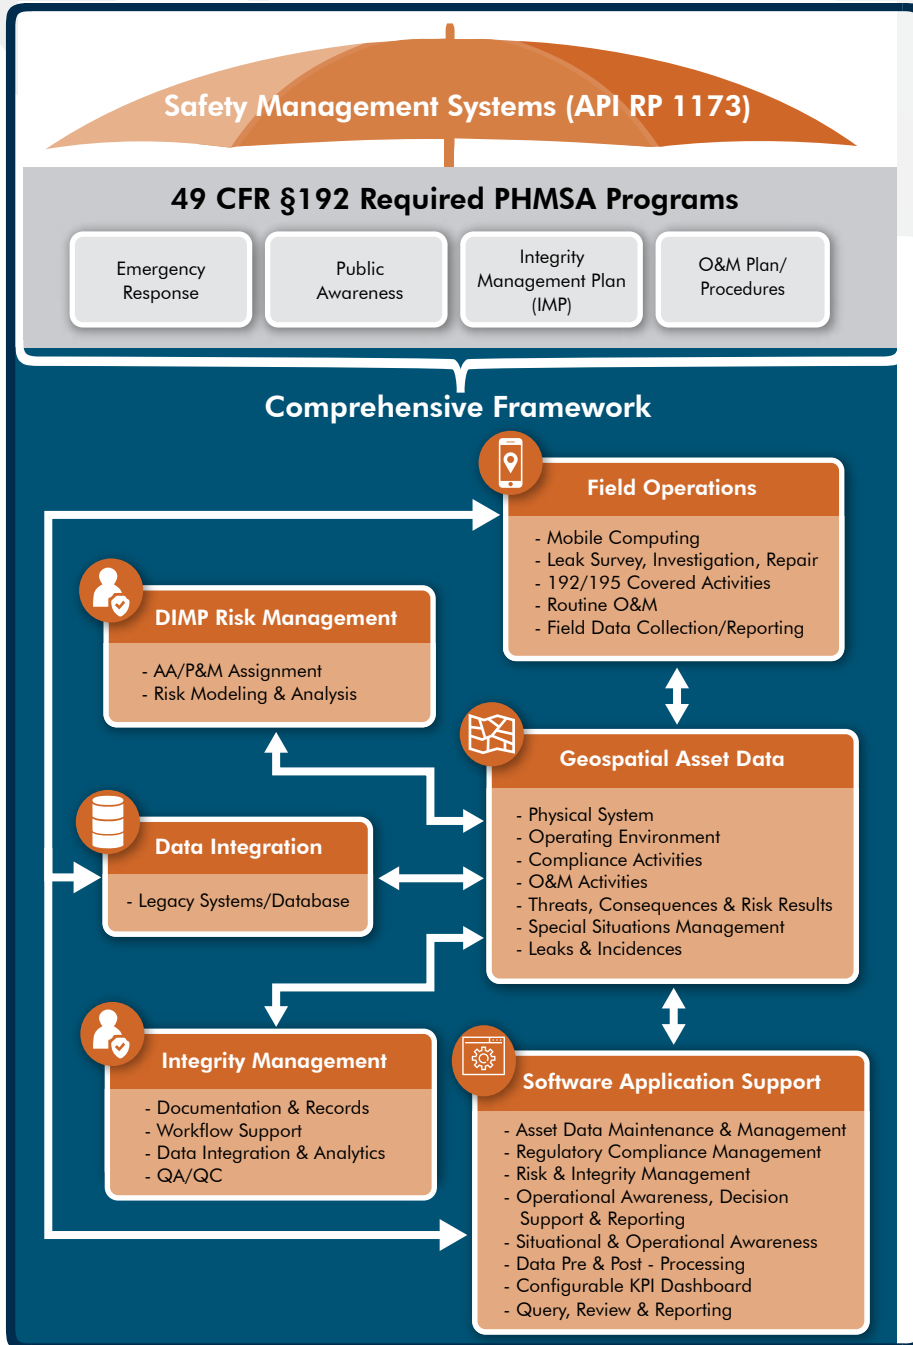 Safety Management Systems (API RP 1173)
49 CFR §192 Required PHMSA Programs
Emergency
Response
Public
Awareness
Integrity
Management Plan
(IMP)
O&M Plan/
Procedures
Comprehensive Framework
Field Operations
- Mobile Computing
- Leak Survey, Investigation, Repair
- 192/195 Covered Activities
- Routine O&M
- Field Data Collection/Reporting
DIMP Risk Management
- AA/P&M Assignment
- Risk Modeling & Analysis
Geospatial Asset Data
- Physical System
- Operating Environment
- Compliance Activities
- O&M Activities
- Threats, Consequences & Risk Results
- Special Situations Management
- Leaks & Incidences
Data Integration
- Legacy Systems/Database
Integrity Management
- Documentation & Records
- Workflow Support
- Data Integration & Analytics
- QA/QC
Software Application Support
- Asset Data Maintenance & Management
- Regulatory Compliance Management
- Risk & Integrity Management
- Operational Awareness, Decision
Support & Reporting
- Situational & Operational Awareness
- Data Pre & Post - Processing
- Configurable KPI Dashboard
- Query, Review & Reporting